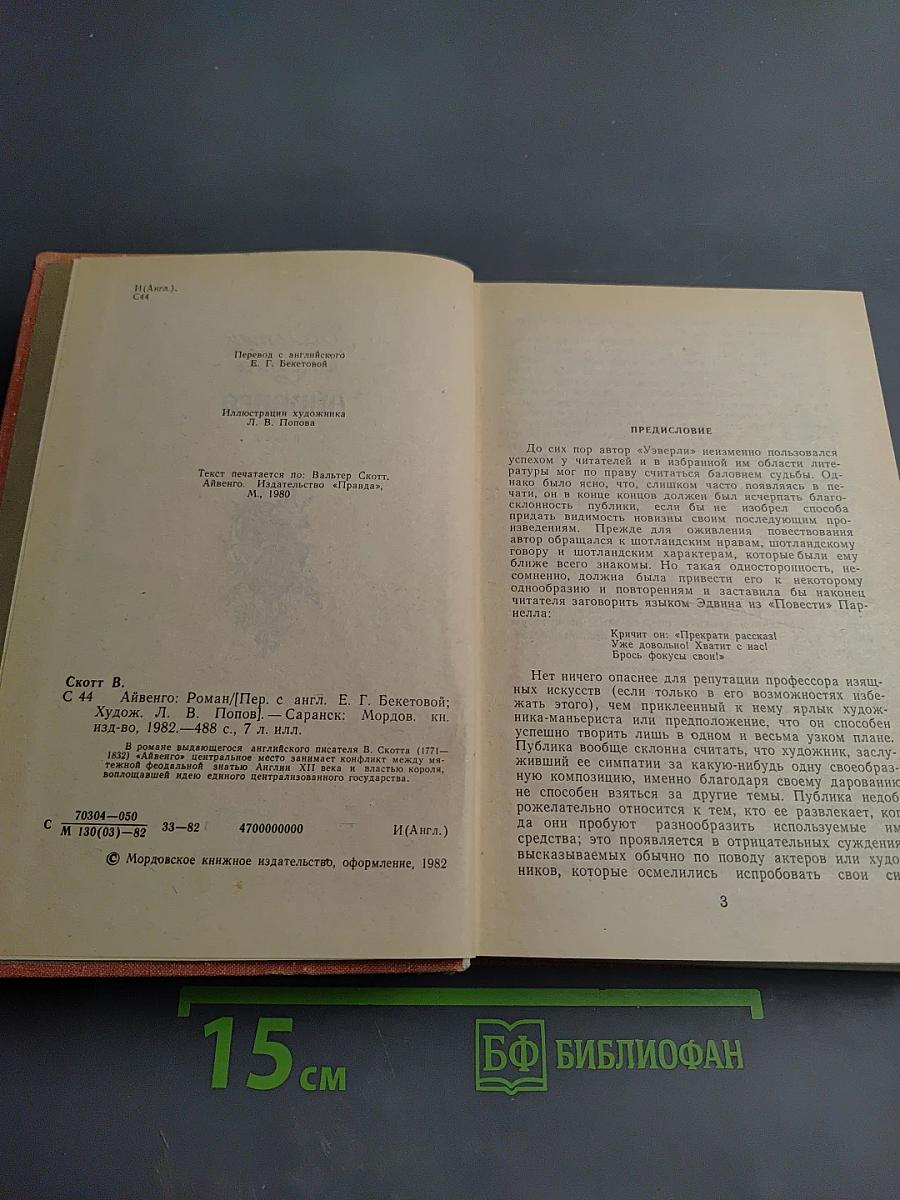 И(Англ.).
С44
Перевод с английского
Е. Г. Бекетовой
Иллюстрации художника
Л. В. Попова
Текст печатается по: Вальтер Скотт.
Айвенго. Издательство «Правда»,
М., 1980
Скотт В.
С 44 Айвенго: Роман/[Пер. с англ. Е. Г. Бекетовой;
Худож. Л. В. Попов]. — Саранск: Мордов. кн.
изд-во, 1982.—488 с., 7 л. илл.
В романе выдающегося английского писателя В. Скотта (1771—
1832) «Айвенго» центральное место занимает конфликт между мя-
тежной феодальной знатью Англии XII века и властью короля,
воплощавшей идею единого централизованного государства.
С 70304—050
М 130(03)—82 33—82 4700000000 И(Англ.)
© Мордовское книжное издательство, оформление, 1982
ПРЕДИСЛОВИЕ
До сих пор автор «Уэверли» неизменно пользовался
успехом у читателей и в избранной им области лите-
ратуры мог по праву считаться баловнем судьбы. Од-
нако было ясно, что, слишком часто появляясь в пе-
чати, он в конце концов должен был исчерпать благо-
склонность публики, если бы не изобрел способа
придать видимость новизны своим последующим про-
изведениям. Прежде для оживления повествования
автор обращался к шотландским нравам, шотландскому
говору и шотландским характерам, которые были ему
ближе всего знакомы. Но такая односторонность, не-
сомненно, должна была привести его к некоторому
однообразию и повторениям и заставила бы наконец
читателя заговорить языком Эдвина из «Повести» Пар-
нелла:
Кричит он: «Прекрати рассказ!
Уже довольно! Хватит с нас!
Брось фокусы свои!»
Нет ничего опаснее для репутации профессора изящ-
ных искусств (если только в его возможностях избе-
жать этого), чем приклеенный к нему ярлык худож-
ника-маньериста или предположение, что он способен
успешно творить лишь в одном и весьма узком плане.
Публика вообще склонна считать, что художник, заслу-
живший ее симпатии за какую-нибудь одну своеобраз-
ную композицию, именно благодаря своему дарованию
не способен взяться за другие темы. Публика недоб
рожелательно относится к тем, кто ее развлекает, ког
да они пробуют разнообразить используемые им
средства; это проявляется в отрицательных суждения
высказываемых обычно по поводу актеров или худо
ников, которые осмелились испробовать свои си
3
15 см
БФ БИБЛИОФАН